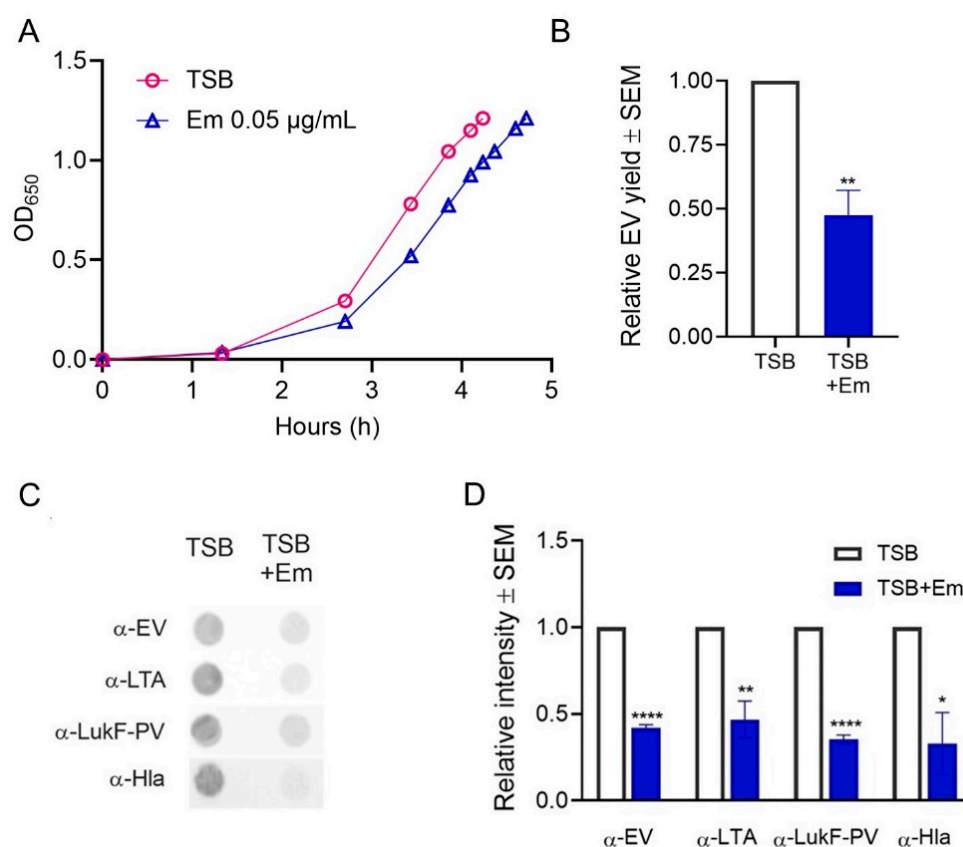 A
1.5
1.0
0.5
0.0
OD650
TSB
Em 0.05 µg/mL
0 1 2 3 4 5
Hours (h)
B
Relative EV yield ± SEM
1.00
0.75
0.50
0.25
0.00
**
TSB
TSB
+Em
C
TSB
TSB
+Em
α-EV
α-LTA
α-LukF-PV
α-Hla
D
Relative intensity ± SEM
1.5
1.0
0.5
0.0
TSB
TSB+Em
****
**
****
*
α-EV α-LTA α-LukF-PV α-Hla